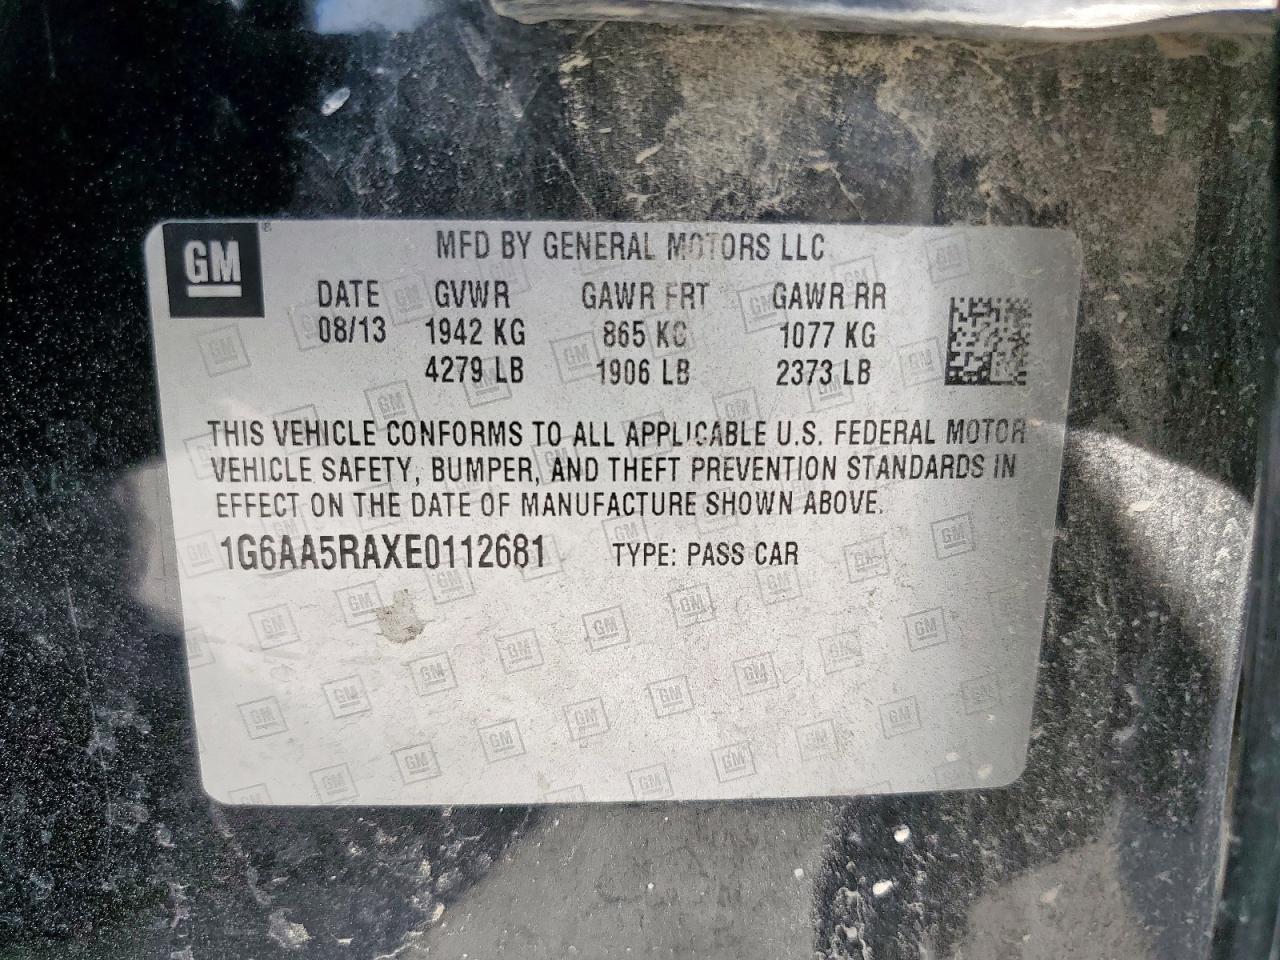 GM ®
MFD BY GENERAL MOTORS LLC
DATE GVWR GAWR FRT GAWR RR
08/13 1942 KG 865 KG 1077 KG
4279 LB 1906 LB 2373 LB
THIS VEHICLE CONFORMS TO ALL APPLICABLE U.S. FEDERAL MOTOR
VEHICLE SAFETY, BUMPER, AND THEFT PREVENTION STANDARDS IN
EFFECT ON THE DATE OF MANUFACTURE SHOWN ABOVE.
1G6AA5RAXE0112681 TYPE: PASS CAR